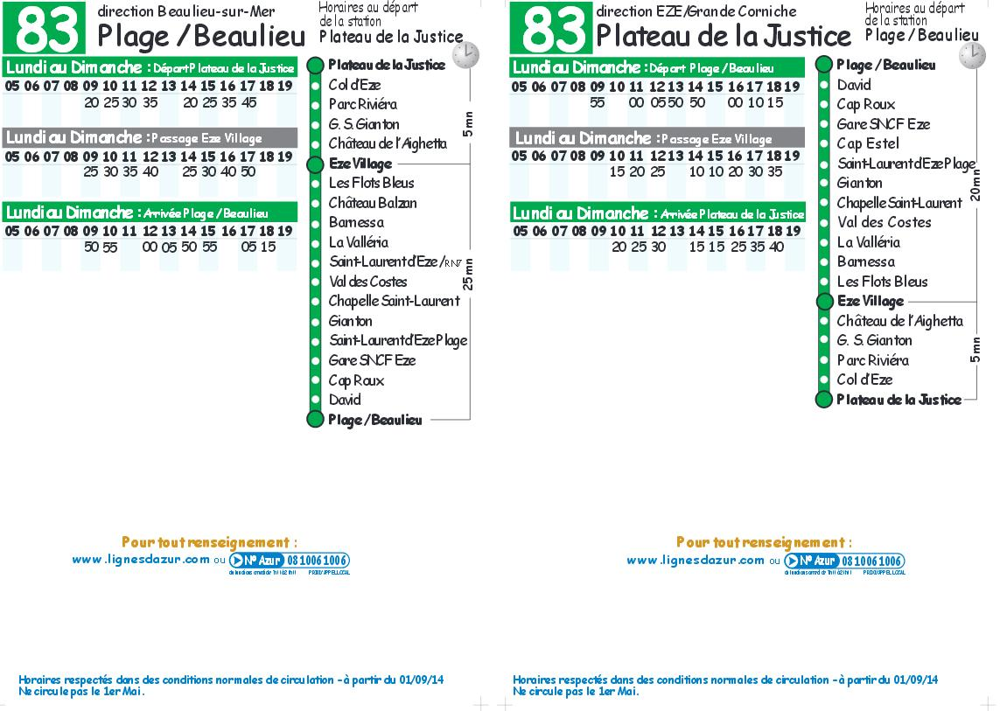 83
direction Beaulieu-sur-Mer
Plage / Beaulieu
Horaires au départ
de la station
Plateau de la Justice
Lundi au Dimanche : Départ Plateau de la Justice
05 06 07 08 09 10 11 12 13 14 15 16 17 18 19
20 25 30 35 20 25 35 45
Lundi au Dimanche : Passage Eze Village
05 06 07 08 09 10 11 12 13 14 15 16 17 18 19
25 30 35 40 25 30 40 50
Lundi au Dimanche : Arrivée Plage / Beaulieu
05 06 07 08 09 10 11 12 13 14 15 16 17 18 19
50 55 00 05 50 55 05 15
Plateau de la Justice
Col d'Eze
Parc Riviéra
G. S. Gianton
Château de l'Aighetta
Eze Village
Les Flots Bleus
Château Balzan
Barnessa
La Valléria
Saint-Laurent d'Eze / RN7
Val des Costes
Chapelle Saint-Laurent
Gianton
Saint-Laurent d'Eze Plage
Gare SNCF Eze
Cap Roux
David
Plage / Beaulieu
5 mn
25 mn
Pour tout renseignement :
www.lignesdazur.com ou N° Azur 08 1006 1006
PRIX D'APPEL LOCAL
Horaires respectés dans des conditions normales de circulation - à partir du 01/09/14
Ne circule pas le 1er Mai.
83
direction EZE/Grande Corniche
Plateau de la Justice
Horaires au départ
de la station
Plage / Beaulieu
Lundi au Dimanche : Départ Plage / Beaulieu
05 06 07 08 09 10 11 12 13 14 15 16 17 18 19
55 00 05 50 50 00 10 15
Lundi au Dimanche : Passage Eze Village
05 06 07 08 09 10 11 12 13 14 15 16 17 18 19
15 20 25 10 10 20 30 35
Lundi au Dimanche : Arrivée Plateau de la Justice
05 06 07 08 09 10 11 12 13 14 15 16 17 18 19
20 25 30 15 15 25 35 40
Plage / Beaulieu
David
Cap Roux
Gare SNCF Eze
Cap Estel
Saint-Laurent d'Eze Plage
Gianton
Chapelle Saint-Laurent
Val des Costes
La Valléria
Barnessa
Les Flots Bleus
Eze Village
Château de l'Aighetta
G. S. Gianton
Parc Riviéra
Col d'Eze
Plateau de la Justice
20 mn
5 mn
Pour tout renseignement :
www.lignesdazur.com ou N° Azur 08 1006 1006
PRIX D'APPEL LOCAL
Horaires respectés dans des conditions normales de circulation - à partir du 01/09/14
Ne circule pas le 1er Mai.